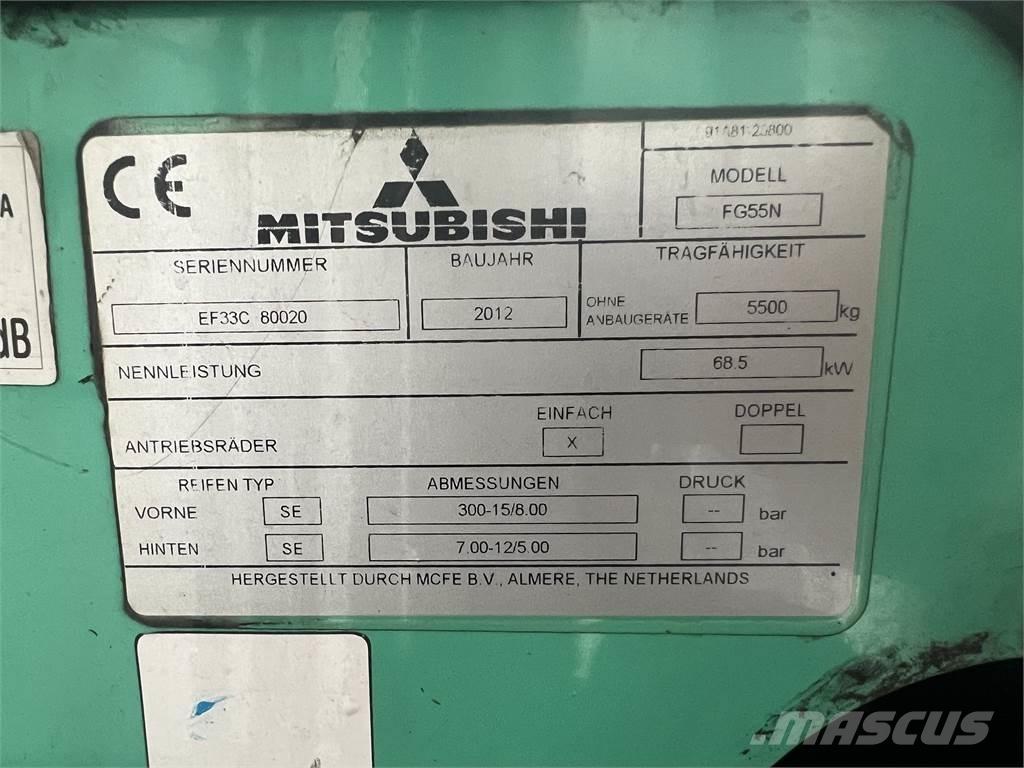 A
dB
CE
MITSUBISHI
MODELL
FG55N
SERIENNUMMER
EF33C 80020
BAUJAHR
2012
TRAGFÄHIGKEIT
OHNE
ANBAUGERÄTE
5500 kg
NENNLEISTUNG
68.5 kW
EINFACH DOPPEL
ANTRIEBSRÄDER X
REIFEN TYP ABMESSUNGEN DRUCK
VORNE SE 300-15/8.00 -- bar
HINTEN SE 7.00-12/5.00 -- bar
HERGESTELLT DURCH MCFE B.V., ALMERE, THE NETHERLANDS
MASCUS